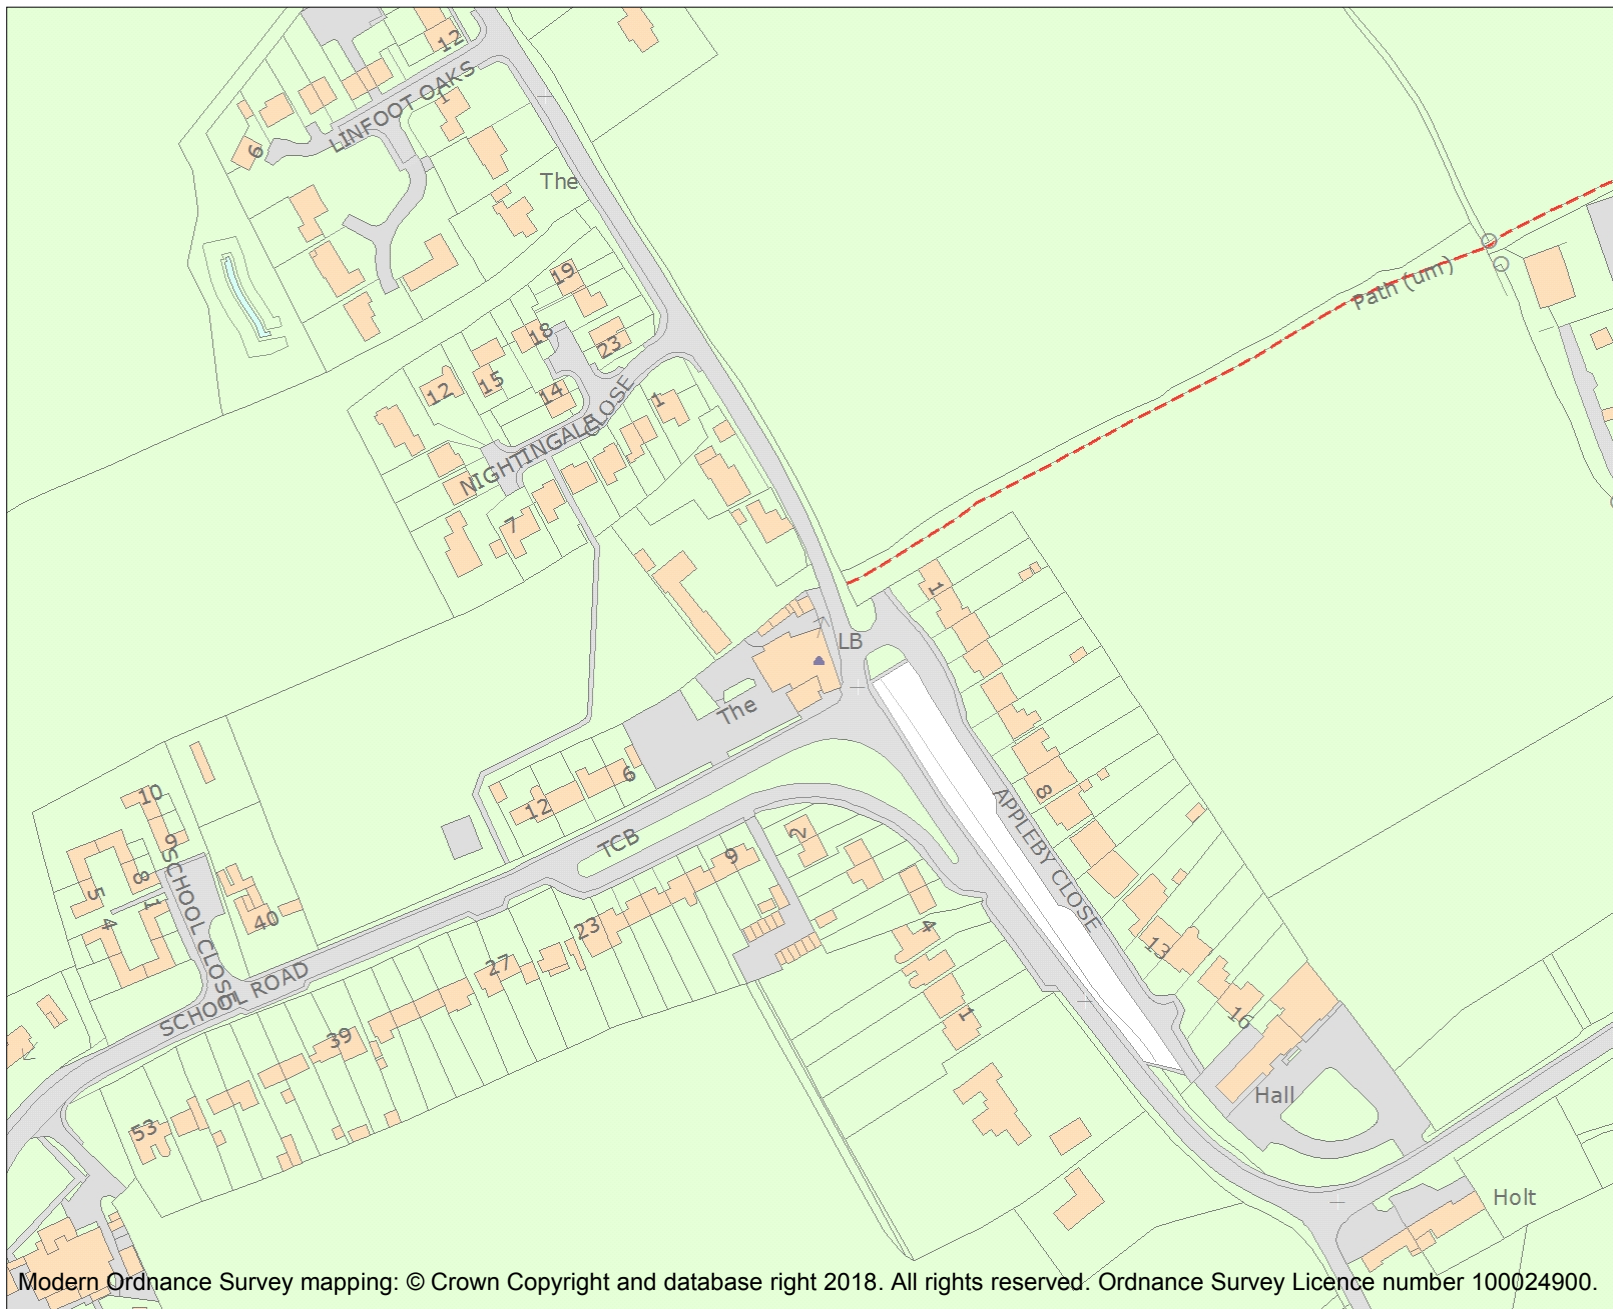 12
LINFOOT OAKS
1
6
The
19
18
23
Path (um)
12
15
14
1
NIGHTINGALE
CLOSE
7
1
LB
The
6
12
8
APPLEBY CLOSE
TCB
2
9
10
9
5
8
1
4
40
SCHOOL CLOSE
23
4
13
27
1
16
SCHOOL ROAD
39
Hall
53
Holt
Modern Ordnance Survey mapping: © Crown Copyright and database right 2018. All rights reserved. Ordnance Survey Licence number 100024900.